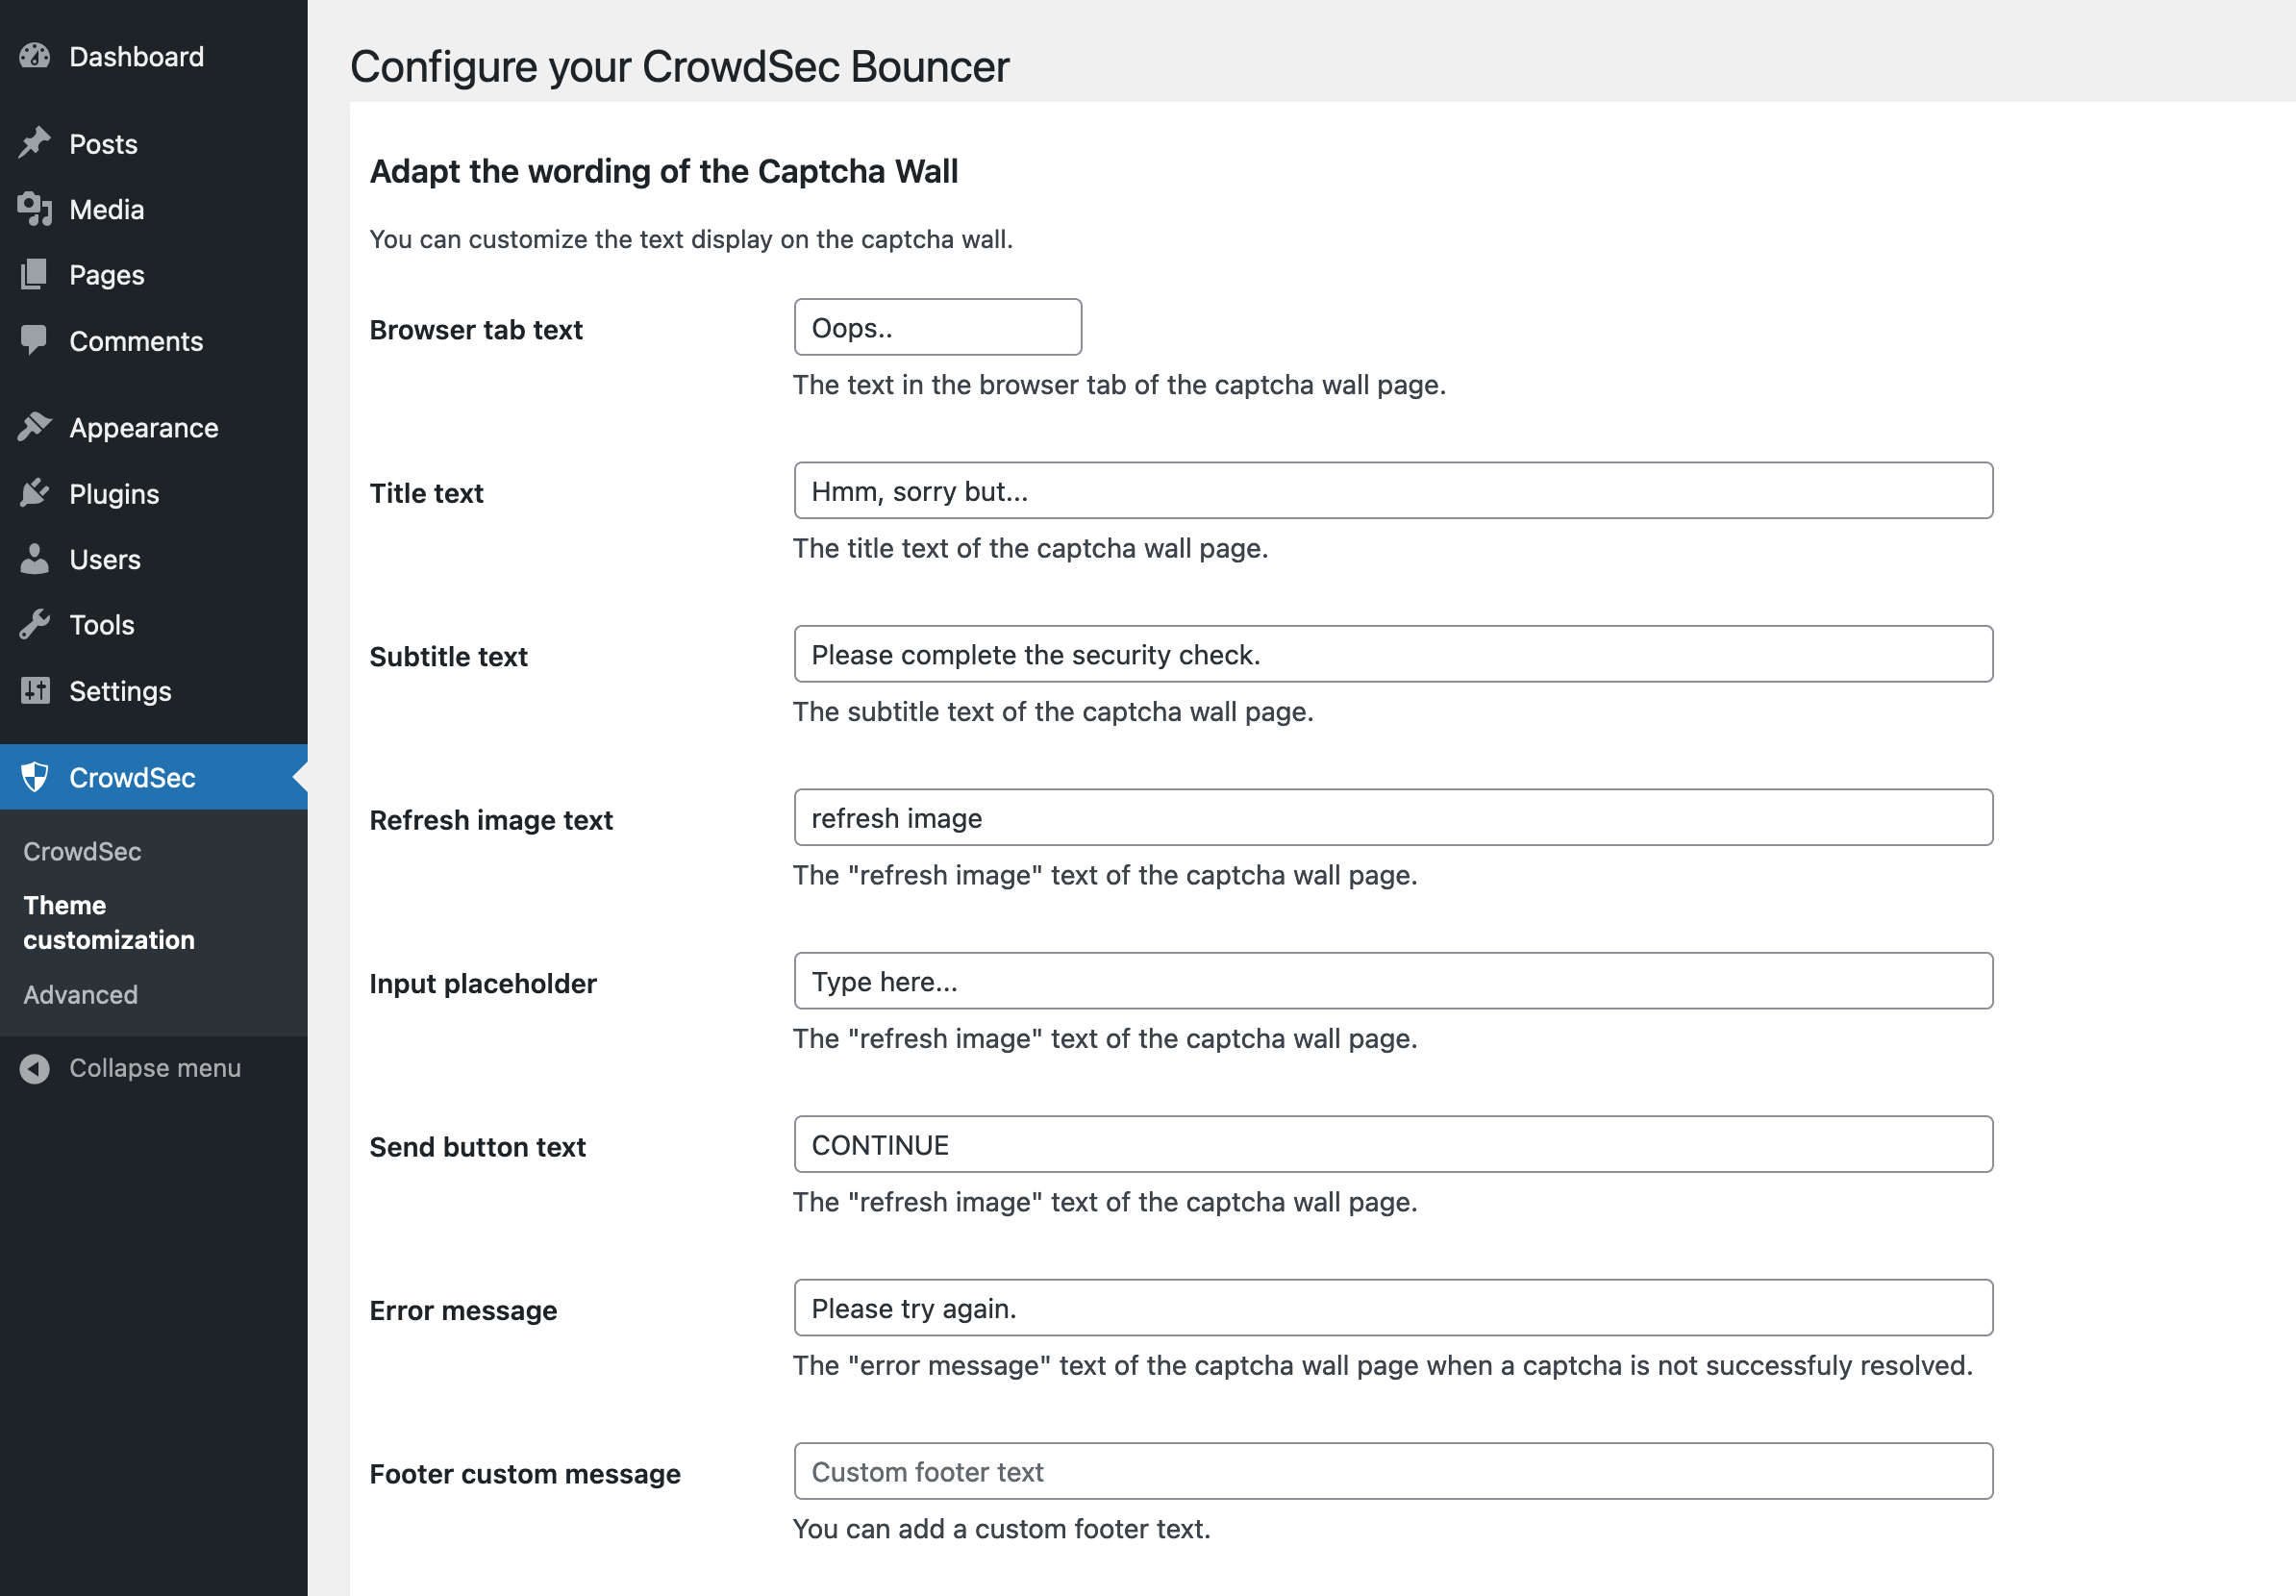 Dashboard
Posts
Media
Pages
Comments
Appearance
Plugins
Users
Tools
Settings
CrowdSec
CrowdSec
Theme
customization
Advanced
Collapse menu
Configure your CrowdSec Bouncer
Adapt the wording of the Captcha Wall
You can customize the text display on the captcha wall.
Browser tab text
Oops..
The text in the browser tab of the captcha wall page.
Title text
Hmm, sorry but...
The title text of the captcha wall page.
Subtitle text
Please complete the security check.
The subtitle text of the captcha wall page.
Refresh image text
refresh image
The "refresh image" text of the captcha wall page.
Input placeholder
Type here...
The "refresh image" text of the captcha wall page.
Send button text
CONTINUE
The "refresh image" text of the captcha wall page.
Error message
Please try again.
The "error message" text of the captcha wall page when a captcha is not successfuly resolved.
Footer custom message
Custom footer text
You can add a custom footer text.